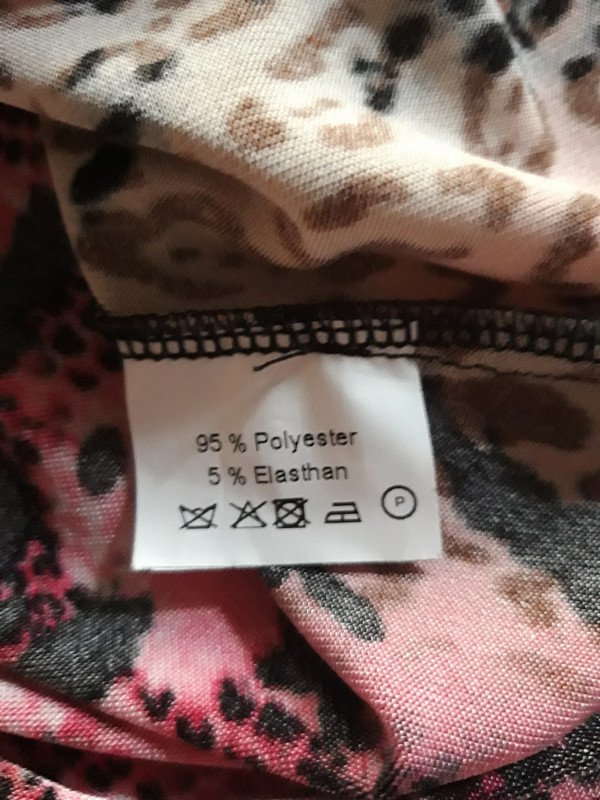 95 % Polyester
5 % Elasthan
P